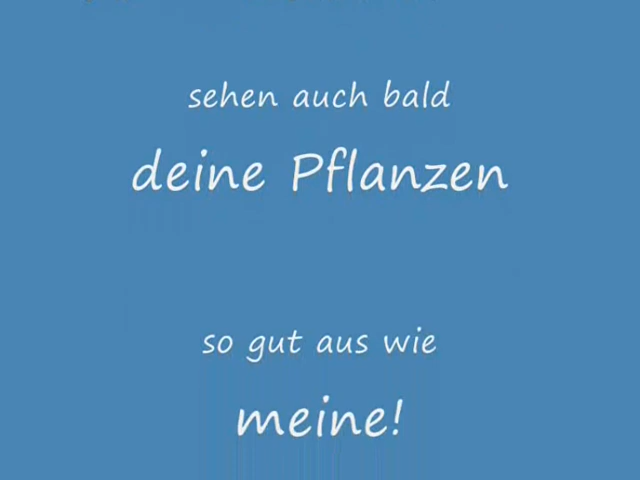 sehen auch bald
deine Pflanzen
so gut aus wie
meine!